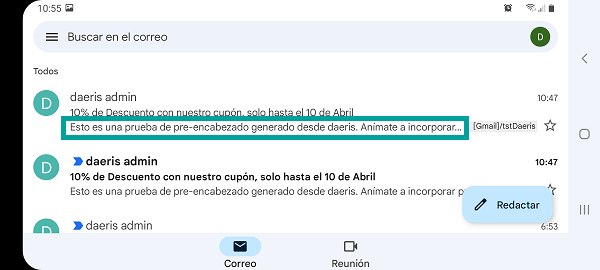 10:55
Buscar en el correo
D
Todos
D
daeris admin
10:47
10% de Descuento con nuestro cupón, solo hasta el 10 de Abril
Esto es una prueba de pre-encabezado generado desde daeris. Anímate a incorporar...
[Gmail]/tstDaeris
D
daeris admin
10:47
10% de Descuento con nuestro cupón, solo hasta el 10 de Abril
Esto es una prueba de pre-encabezado generado desde daeris. Anímate a incorporar p
Redactar
D
daeris admin
6:53
Correo
Reunión